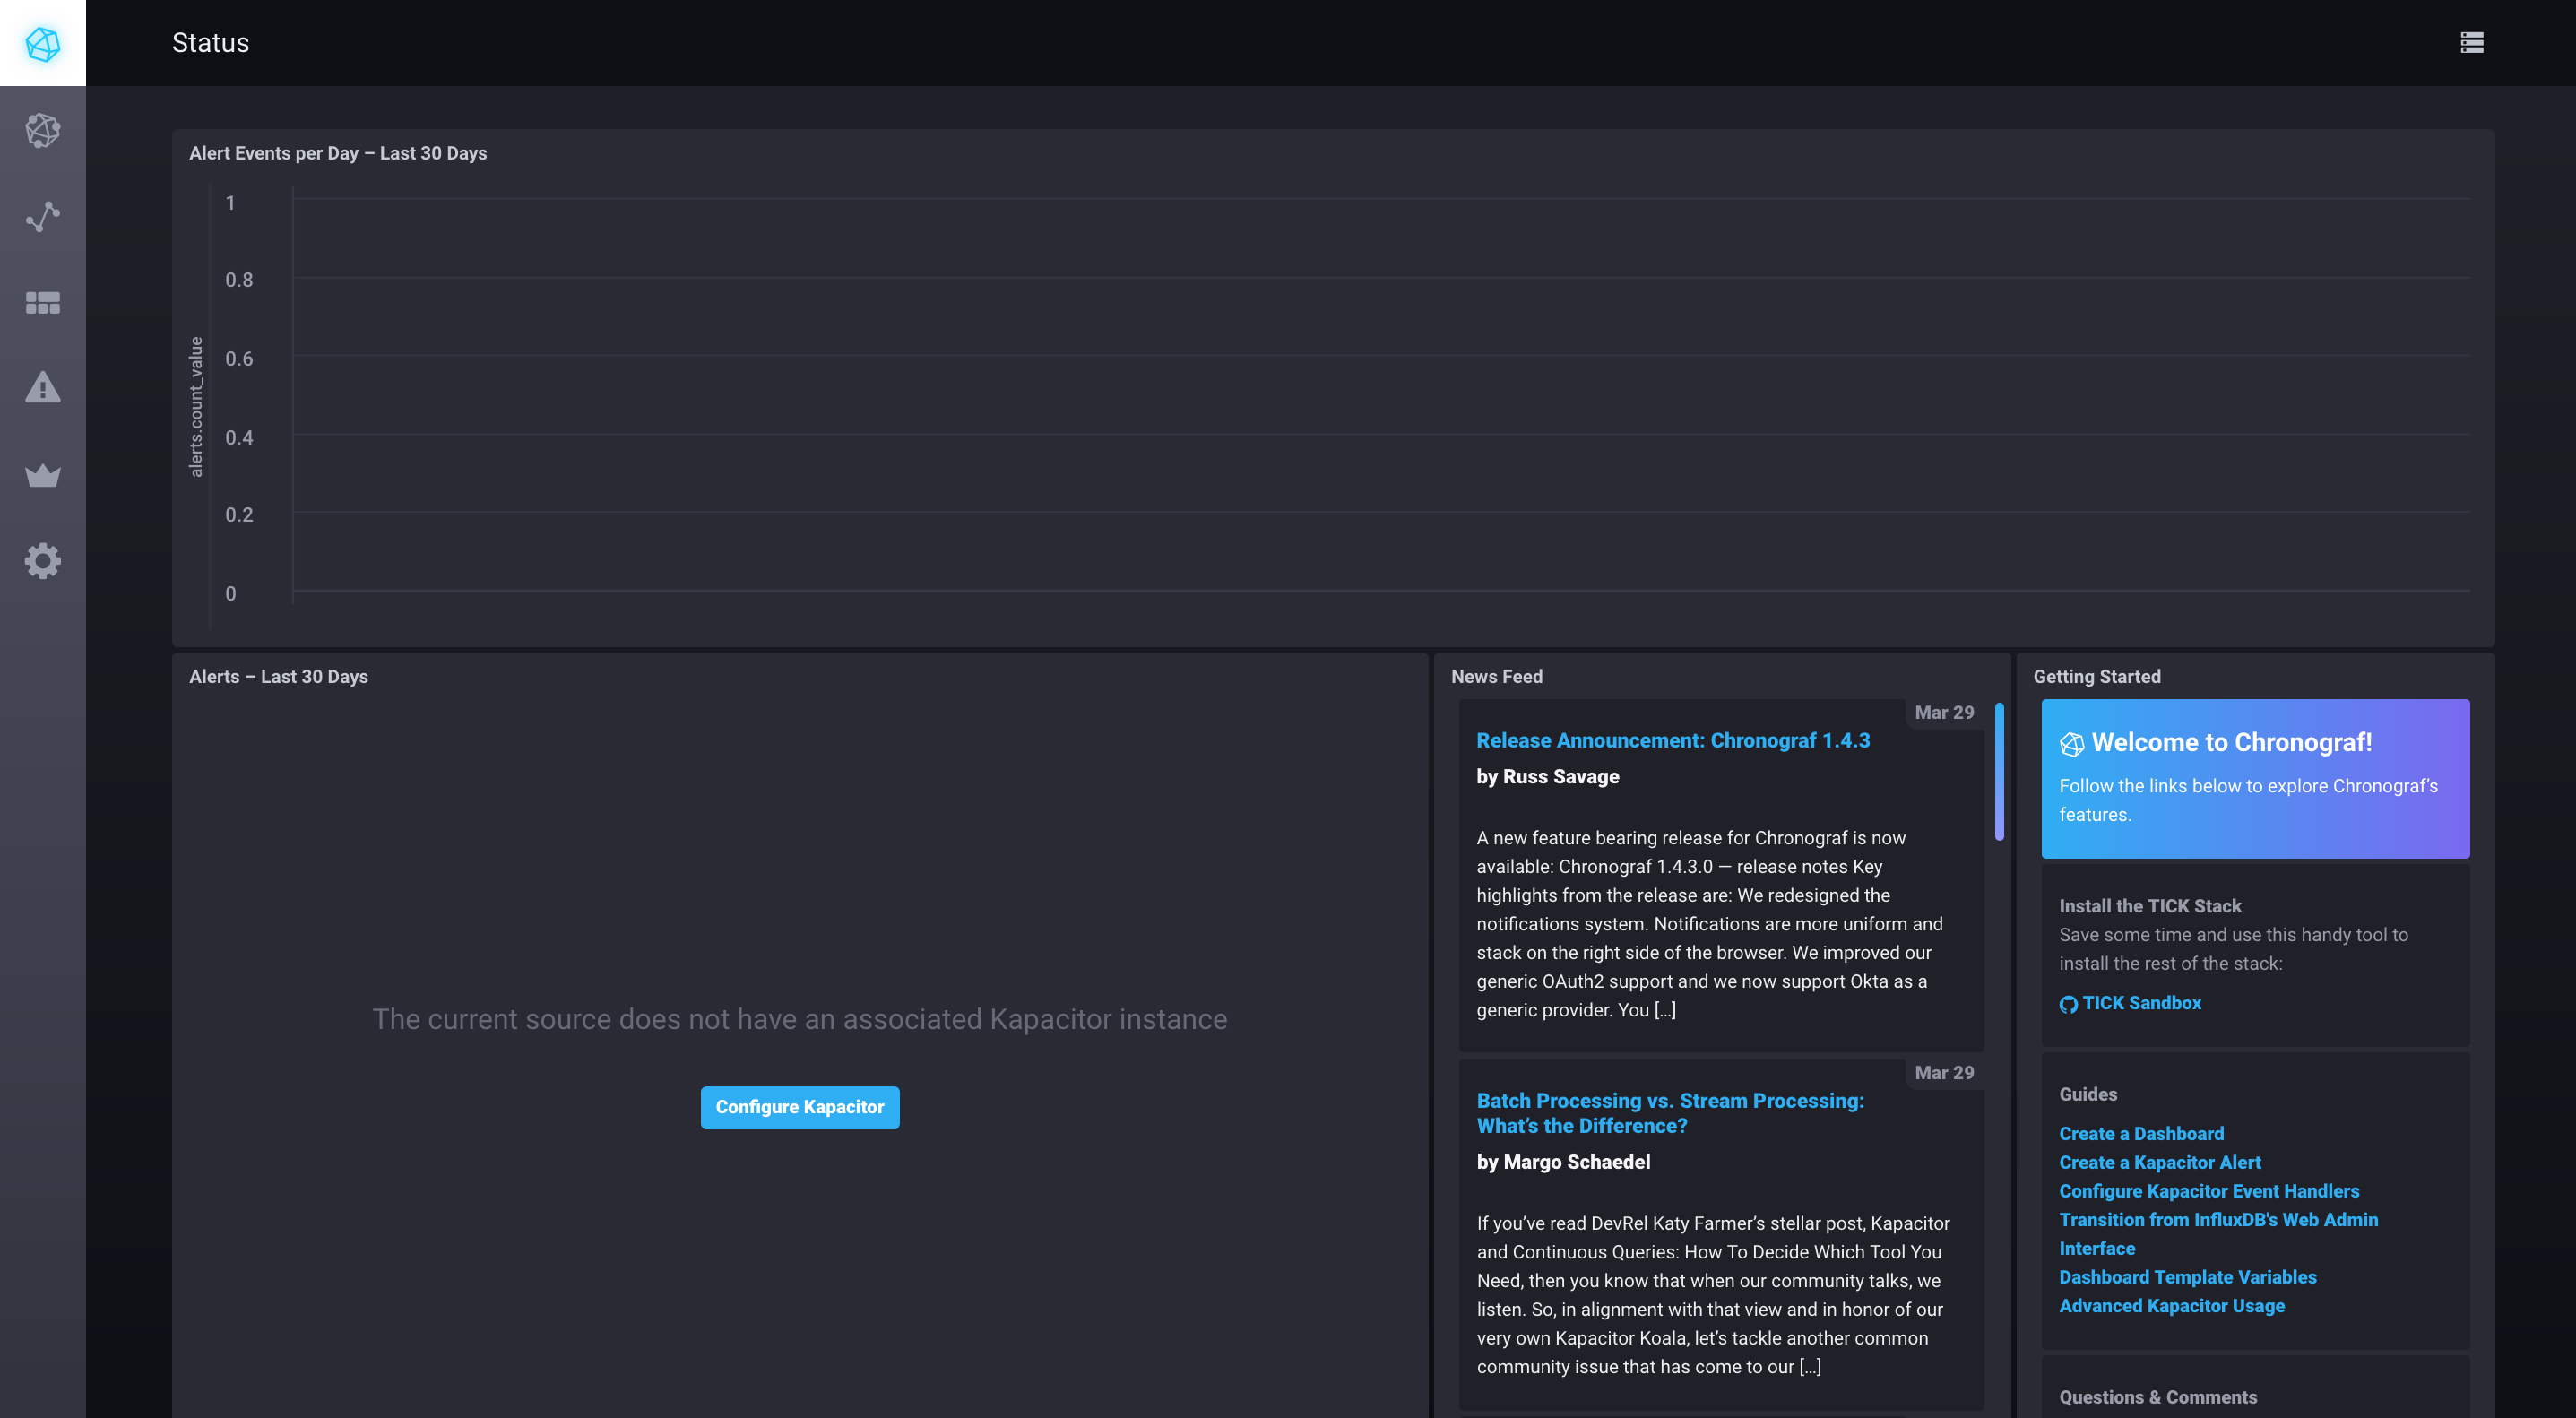 Status
Alert Events per Day – Last 30 Days
alerts.count_value
1
0.8
0.6
0.4
0.2
0
Alerts – Last 30 Days
The current source does not have an associated Kapacitor instance
Configure Kapacitor
News Feed
Mar 29
Release Announcement: Chronograf 1.4.3
by Russ Savage
A new feature bearing release for Chronograf is now
available: Chronograf 1.4.3.0 — release notes Key
highlights from the release are: We redesigned the
notifications system. Notifications are more uniform and
stack on the right side of the browser. We improved our
generic OAuth2 support and we now support Okta as a
generic provider. You [...]
Mar 29
Batch Processing vs. Stream Processing:
What’s the Difference?
by Margo Schaedel
If you’ve read DevRel Katy Farmer’s stellar post, Kapacitor
and Continuous Queries: How To Decide Which Tool You
Need, then you know that when our community talks, we
listen. So, in alignment with that view and in honor of our
very own Kapacitor Koala, let’s tackle another common
community issue that has come to our [...]
Getting Started
Welcome to Chronograf!
Follow the links below to explore Chronograf’s
features.
Install the TICK Stack
Save some time and use this handy tool to
install the rest of the stack:
TICK Sandbox
Guides
Create a Dashboard
Create a Kapacitor Alert
Configure Kapacitor Event Handlers
Transition from InfluxDB's Web Admin
Interface
Dashboard Template Variables
Advanced Kapacitor Usage
Questions & Comments